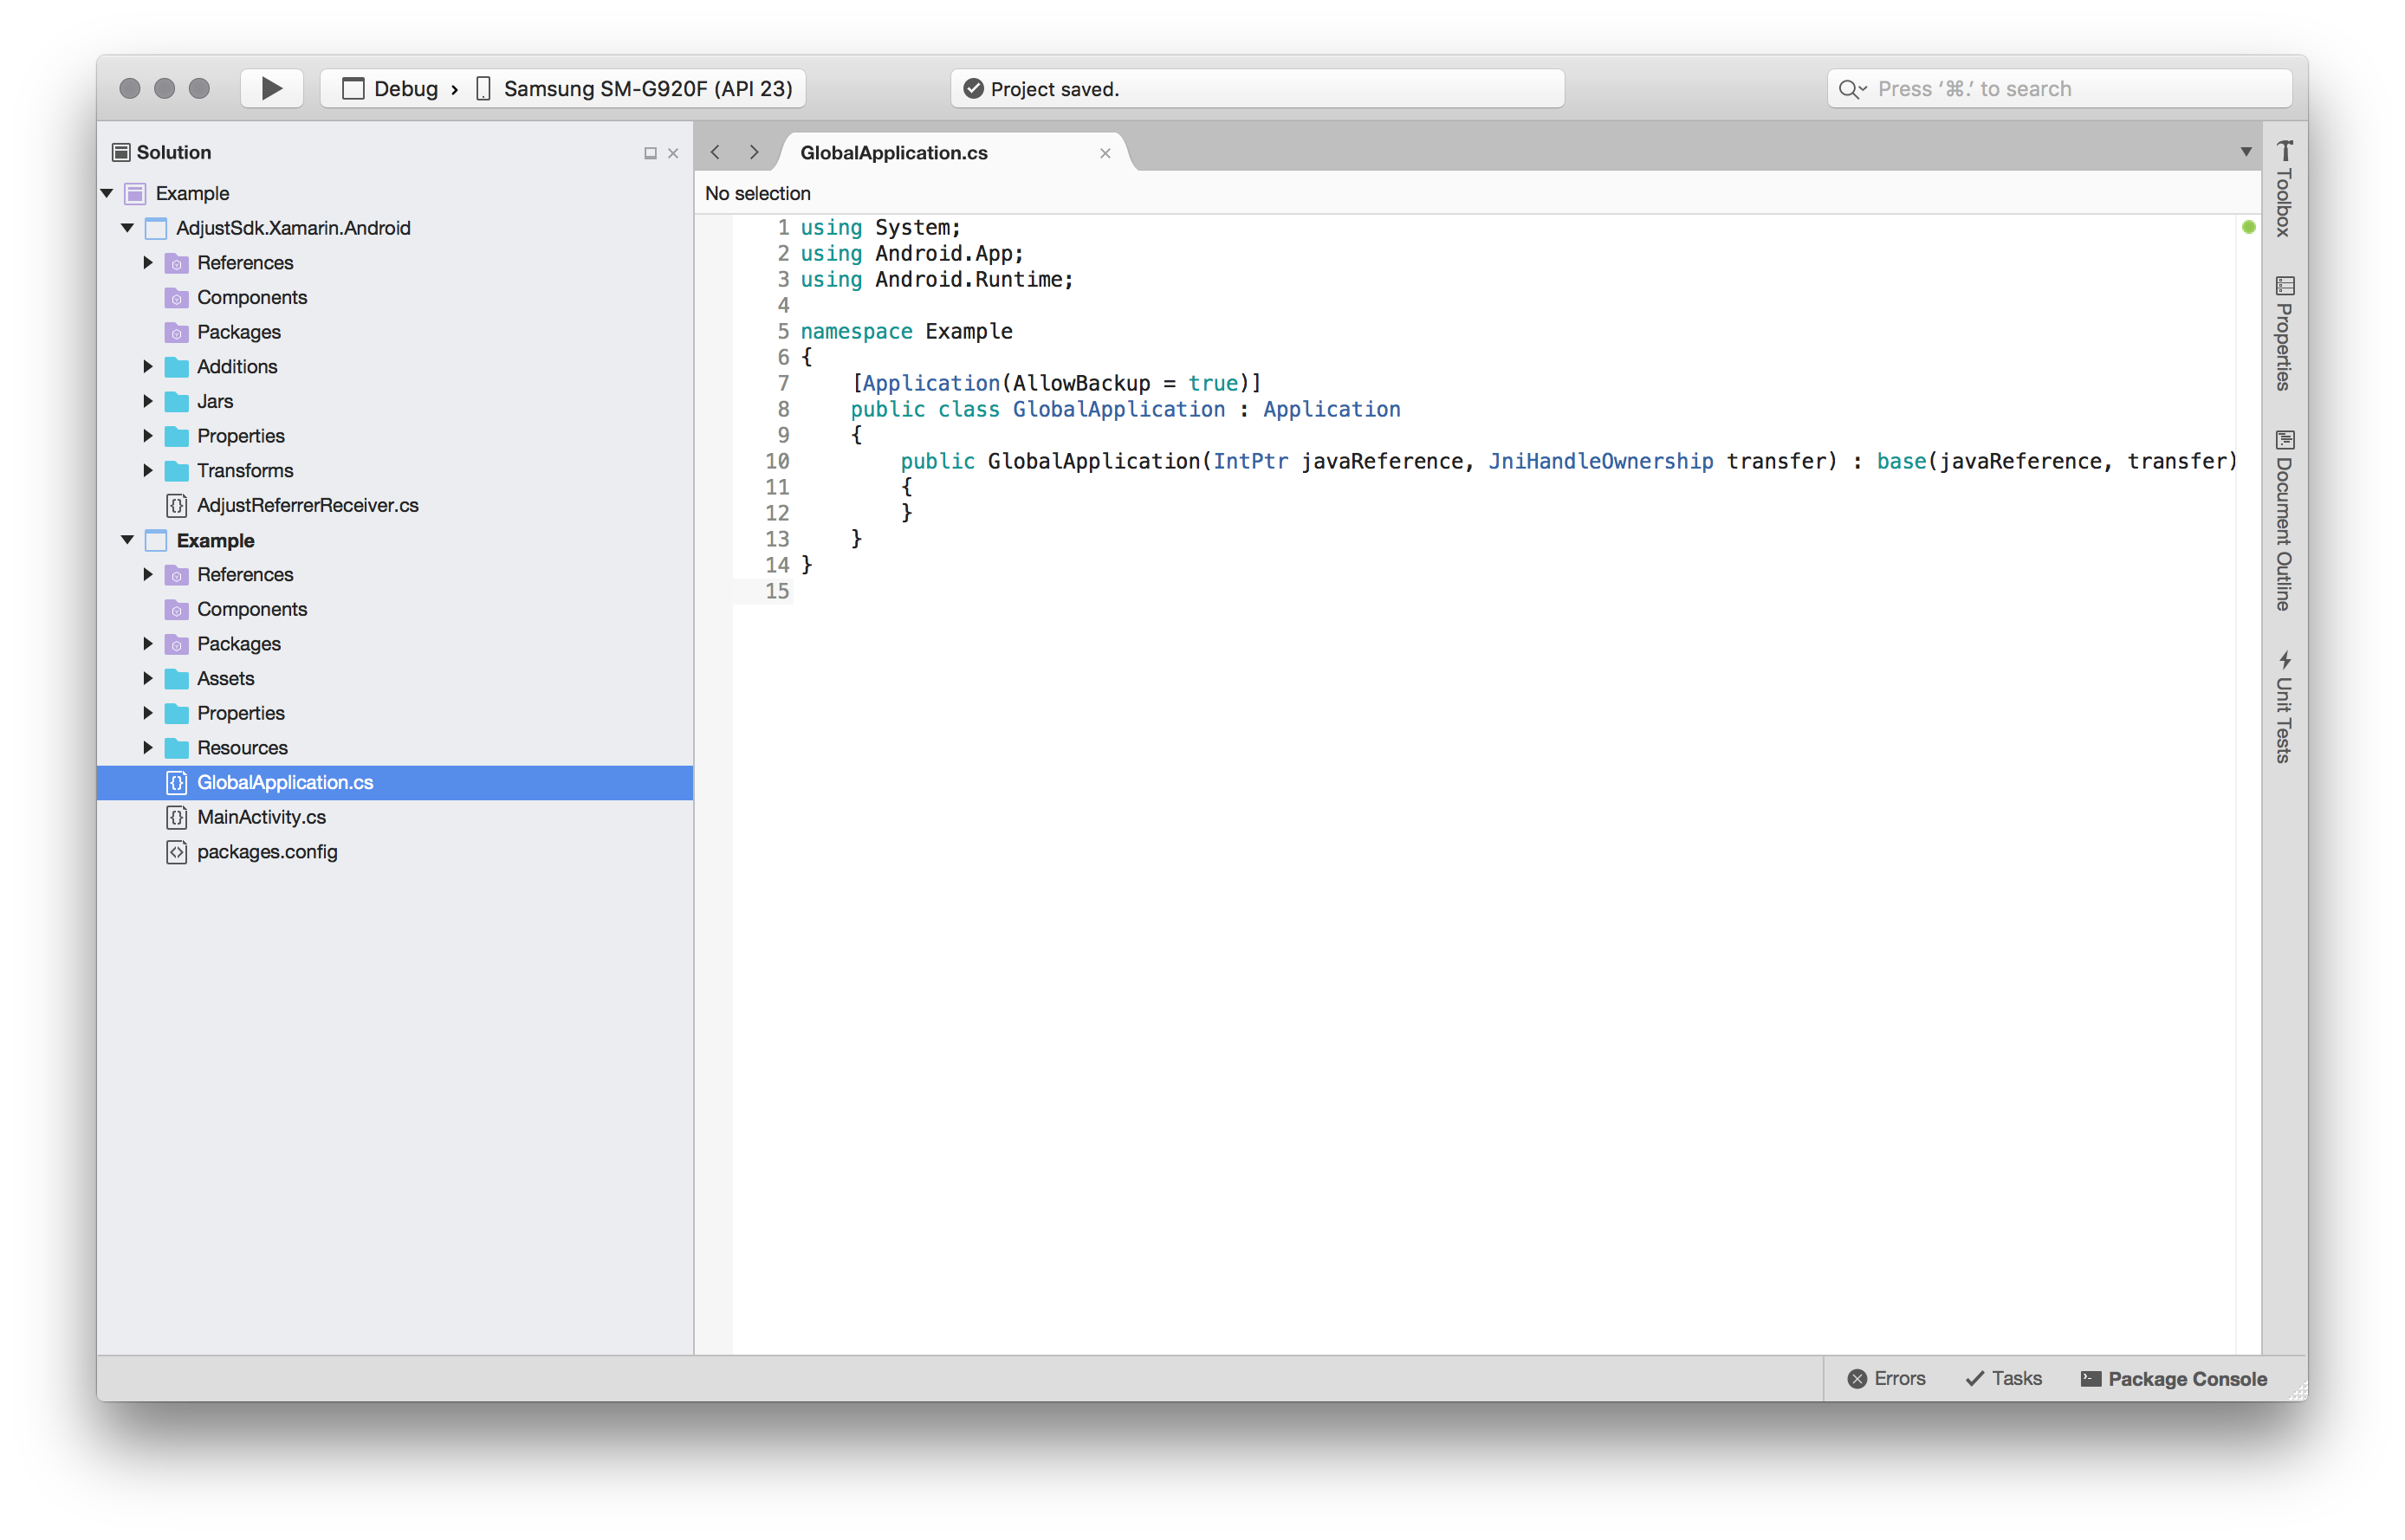 Debug › Samsung SM-G920F (API 23)
Project saved.
Press ‘⌘.’ to search
Solution
Example
AdjustSdk.Xamarin.Android
References
Components
Packages
Additions
Jars
Properties
Transforms
AdjustReferrerReceiver.cs
Example
References
Components
Packages
Assets
Properties
Resources
GlobalApplication.cs
MainActivity.cs
packages.config
GlobalApplication.cs
No selection
1 using System;
2 using Android.App;
3 using Android.Runtime;
4
5 namespace Example
6 {
7     [Application(AllowBackup = true)]
8     public class GlobalApplication : Application
9     {
10         public GlobalApplication(IntPtr javaReference, JniHandleOwnership transfer) : base(javaReference, transfer)
11         {
12         }
13     }
14 }
15
Toolbox
Properties
Document Outline
Unit Tests
Errors
Tasks
Package Console